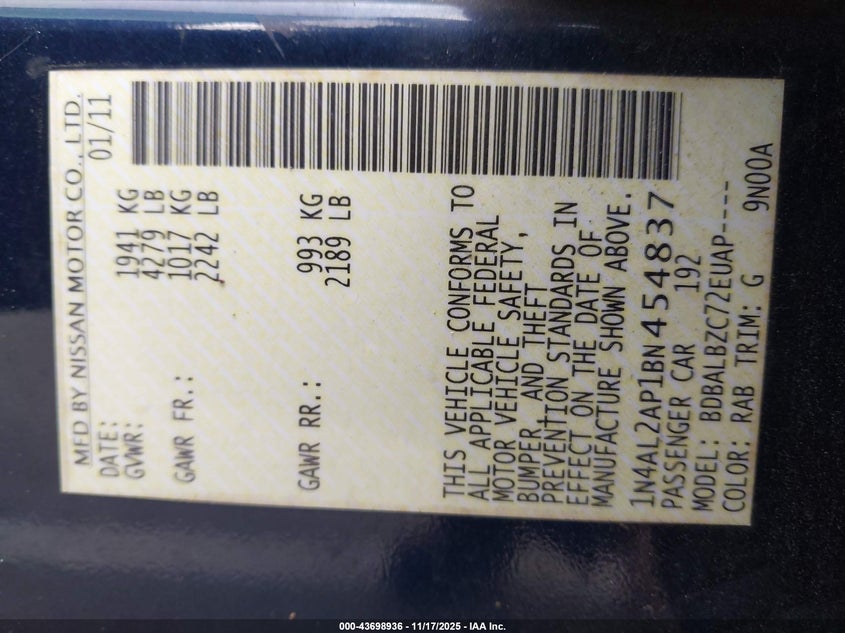 MFD BY NISSAN MOTOR CO., LTD.
DATE: 01/11
GVWR: 1941 KG
4279 LB
GAWR FR.: 1017 KG
2242 LB
GAWR RR.: 993 KG
2189 LB
THIS VEHICLE CONFORMS TO
ALL APPLICABLE FEDERAL
MOTOR VEHICLE SAFETY,
BUMPER, AND THEFT
PREVENTION STANDARDS IN
EFFECT ON THE DATE OF
MANUFACTURE SHOWN ABOVE.
1N4AL2AP1BN454837
PASSENGER CAR 192
MODEL: BDBALBZC72EUAP----
COLOR: RAB TRIM: G 9N00A
000-43698936 - 11/17/2025 - IAA Inc.